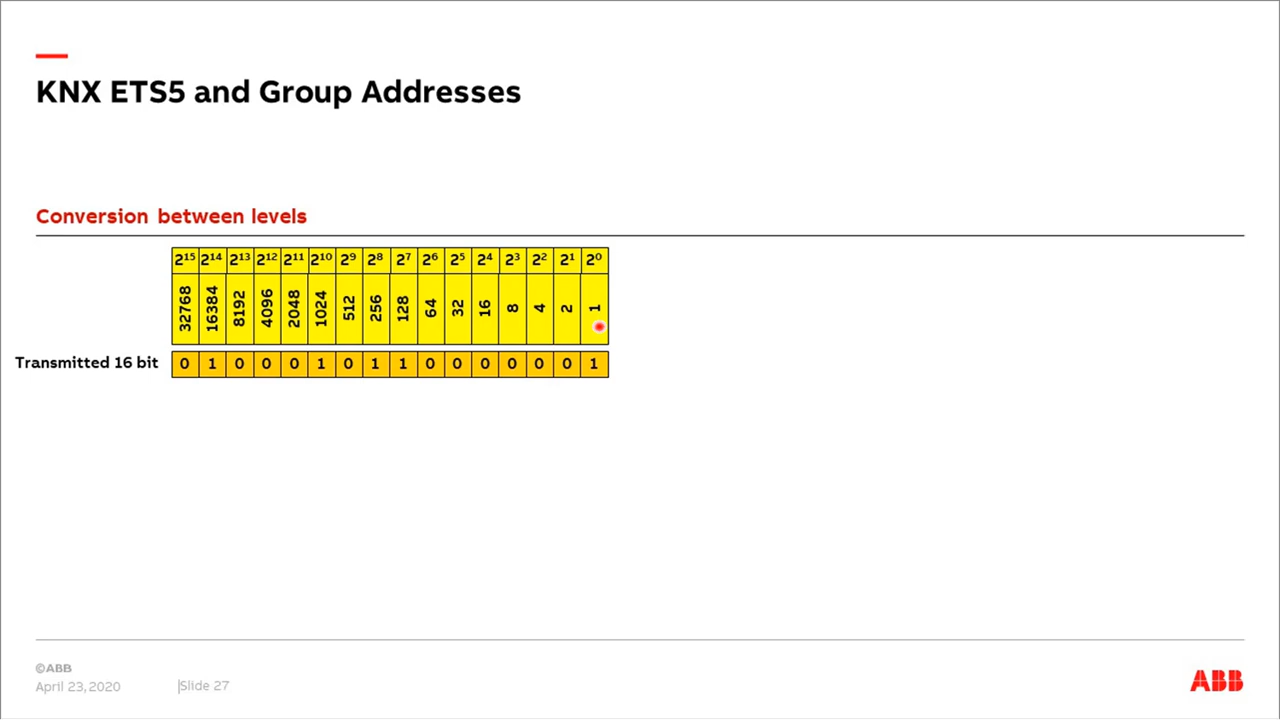 KNX ETS5 and Group Addresses
Conversion between levels
2¹⁵ 2¹⁴ 2¹³ 2¹² 2¹¹ 2¹⁰ 2⁹ 2⁸ 2⁷ 2⁶ 2⁵ 2⁴ 2³ 2² 2¹ 2⁰
32768 16384 8192 4096 2048 1024 512 256 128 64 32 16 8 4 2 1
Transmitted 16 bit 0 1 0 0 0 1 0 1 1 0 0 0 0 0 0 1
©ABB
April 23, 2020 |Slide 27
ABB